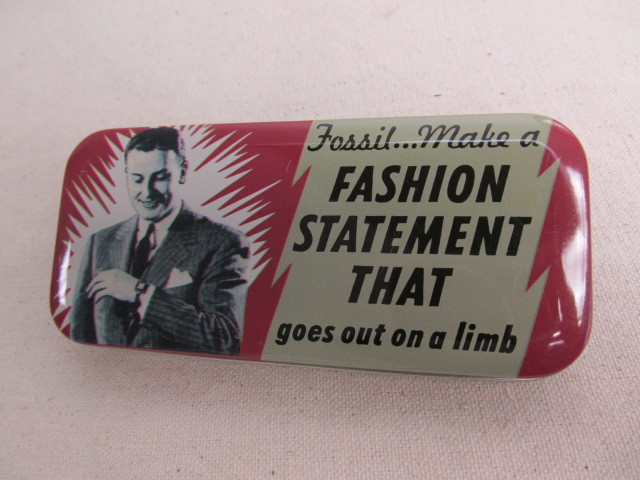 Fossil...Make a
FASHION
STATEMENT
THAT
goes out on a limb